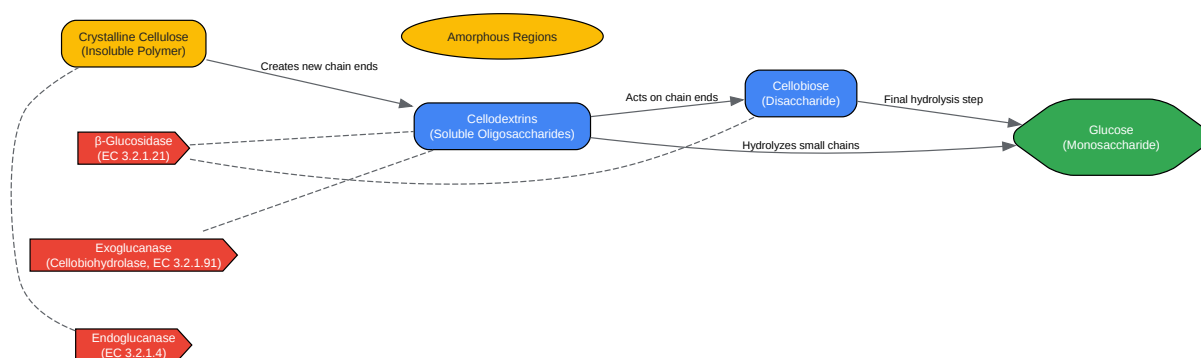 Crystalline Cellulose
(Insoluble Polymer)
Amorphous Regions
Creates new chain ends
Cellodextrins
(Soluble Oligosaccharides)
Acts on chain ends
Cellobiose
(Disaccharide)
Final hydrolysis step
Hydrolyzes small chains
Glucose
(Monosaccharide)
β-Glucosidase
(EC 3.2.1.21)
Exoglucanase
(Cellobiohydrolase, EC 3.2.1.91)
Endoglucanase
(EC 3.2.1.4)